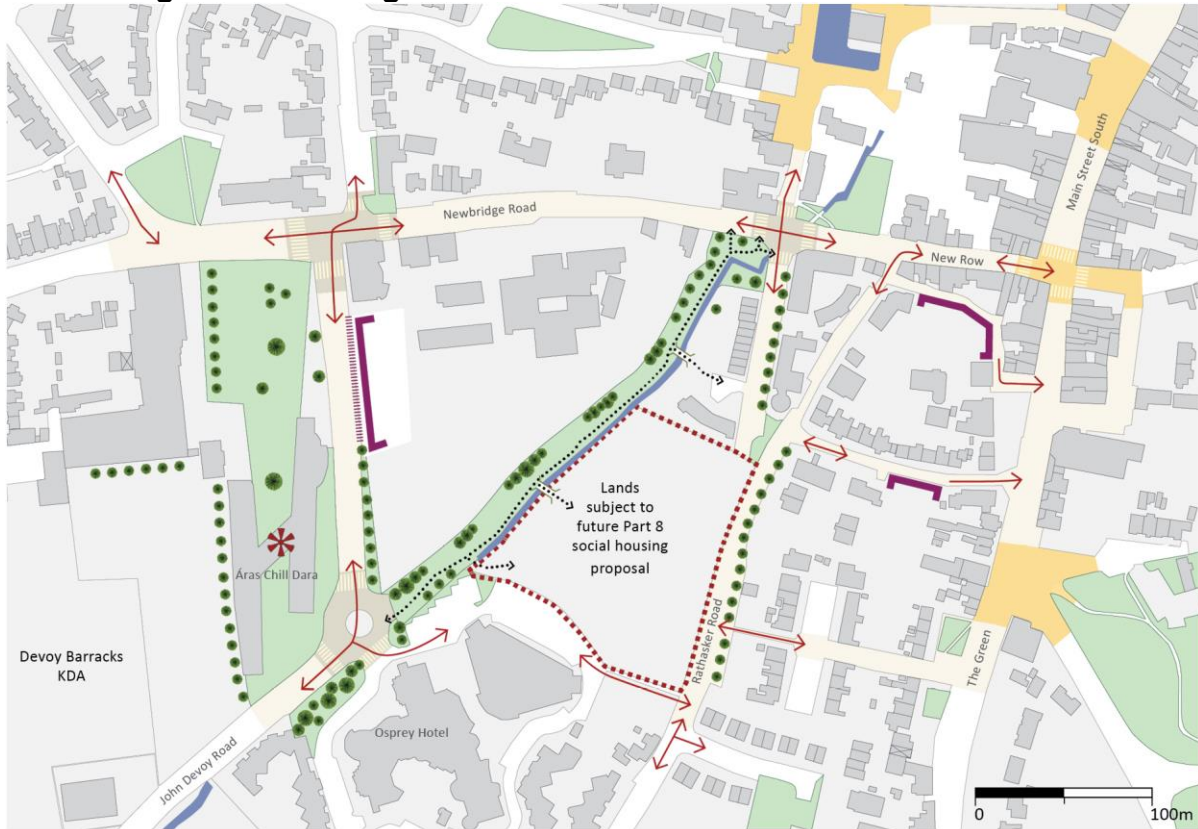 Newbridge Road
New Row
Main Street South
Lands
subject to
future Part 8
social housing
proposal
Áras Chill Dara
Devoy Barracks
KDA
Rathasker Road
The Green
Osprey Hotel
John Devoy Road
0
100m